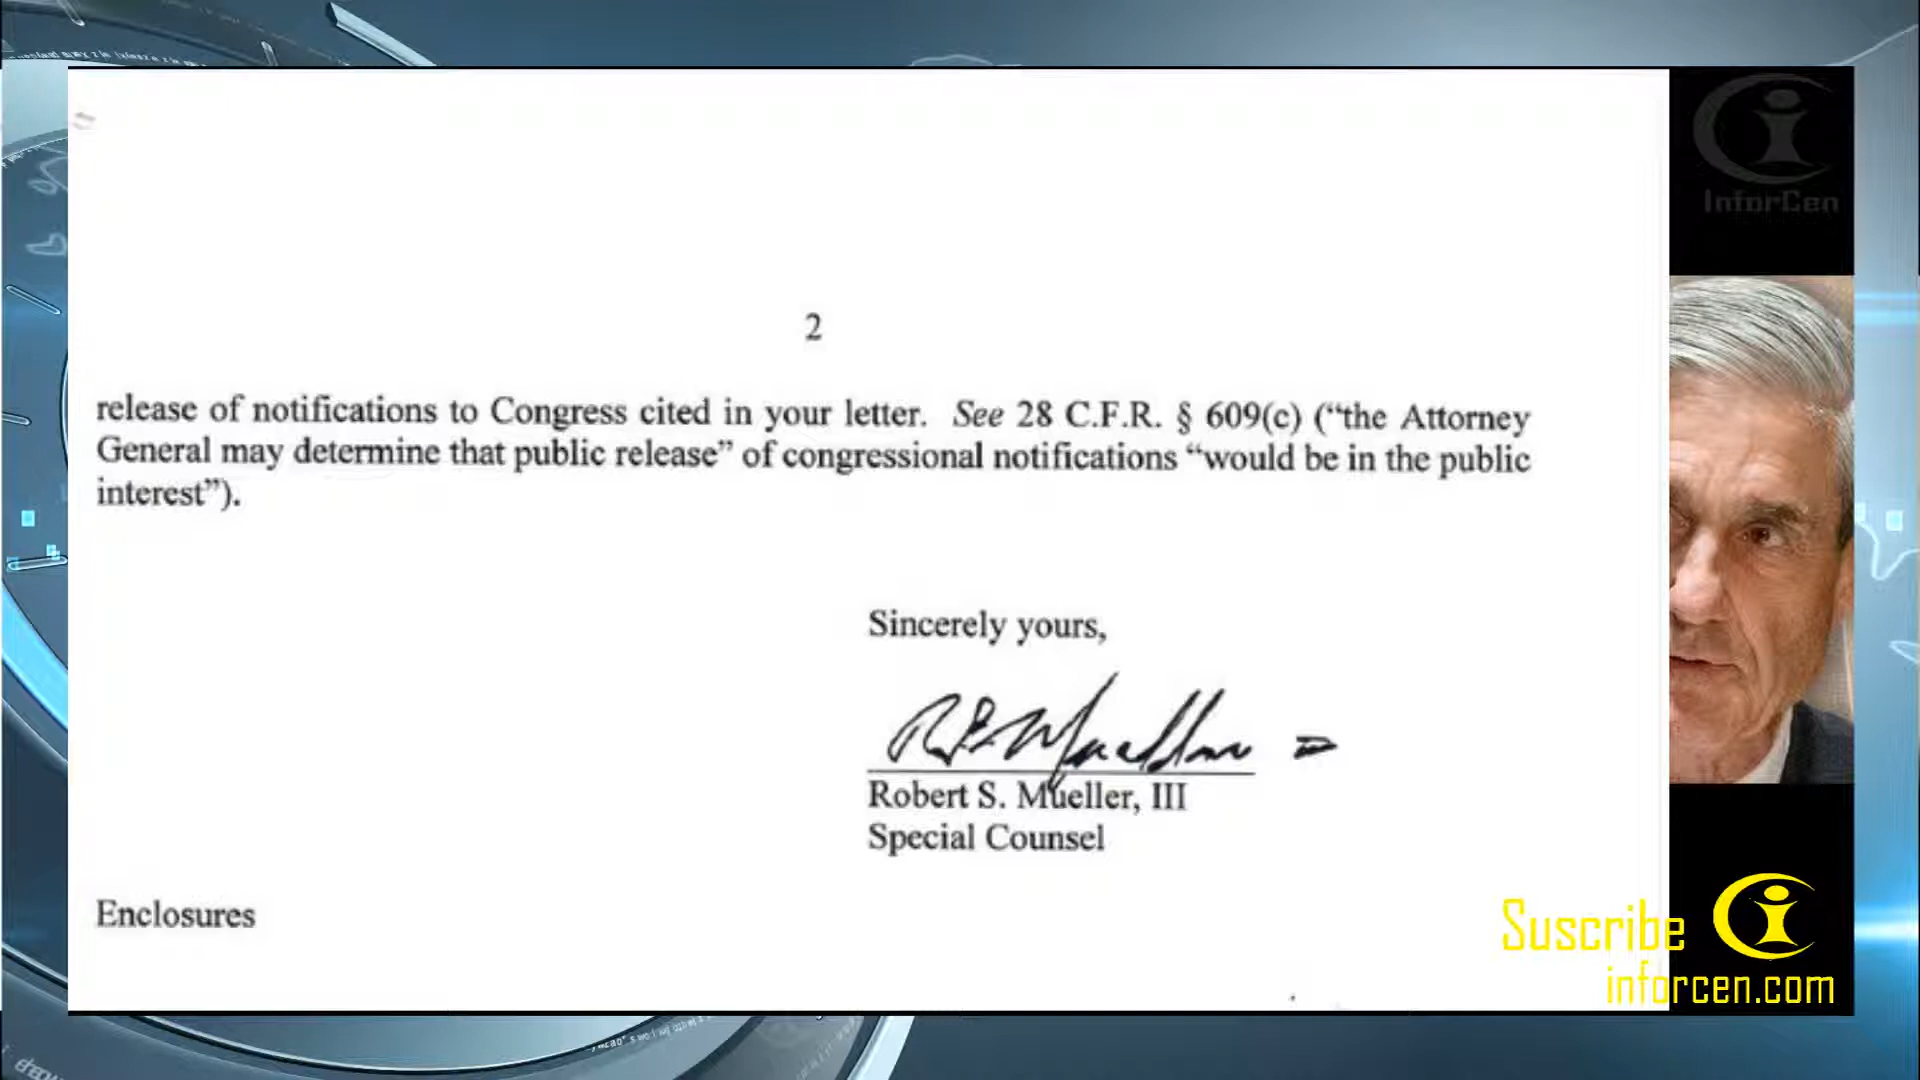 InforCen
2
release of notifications to Congress cited in your letter. See 28 C.F.R. § 609(c) (“the Attorney
General may determine that public release” of congressional notifications “would be in the public
interest”).
Sincerely yours,
Robert S. Mueller, III
Special Counsel
Enclosures
Suscribe
inforcen.com